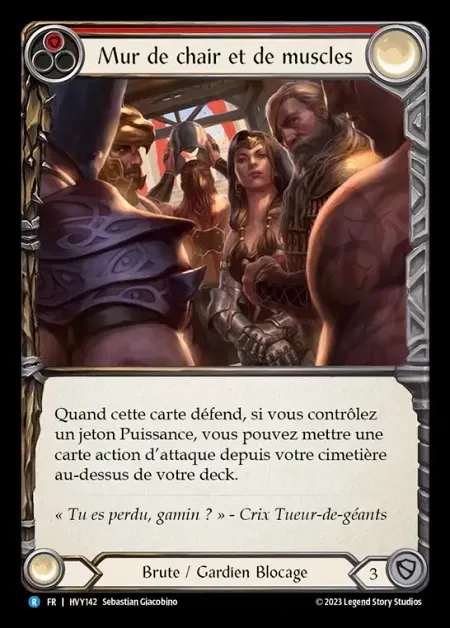 Mur de chair et de muscles
Quand cette carte défend, si vous contrôlez
un jeton Puissance, vous pouvez mettre une
carte action d'attaque depuis votre cimetière
au-dessus de votre deck.
« Tu es perdu, gamin ? » - Crix Tueur-de-géants
Brute / Gardien Blocage
3
R FR | HVY142 Sebastian Giacobino
© 2023 Legend Story Studios